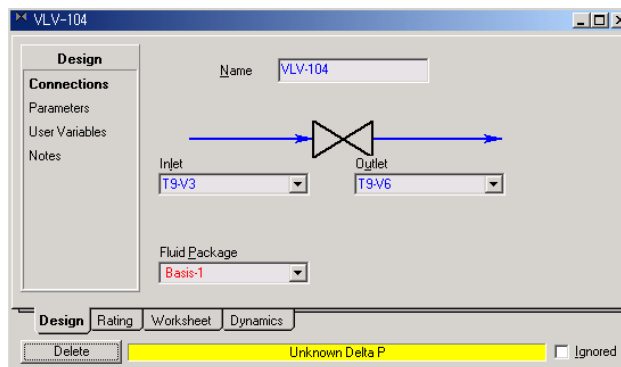 VLV-104
Design
Connections
Parameters
User Variables
Notes
Name
VLV-104
Inlet
Outlet
T9-V3
T9-V6
Fluid Package
Basis-1
Design
Rating
Worksheet
Dynamics
Delete
Unknown Delta P
Ignored